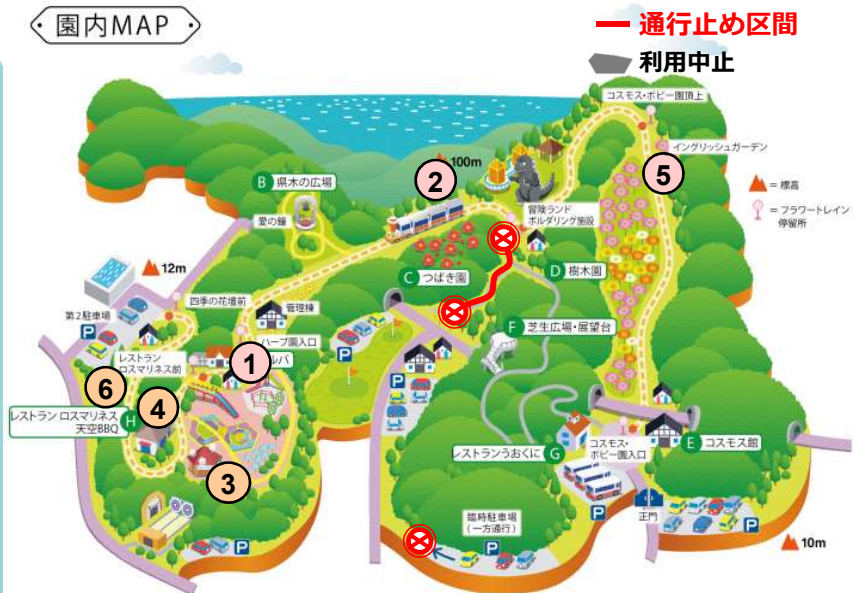 園内MAP
通行止め区間
利用中止
コスモス・ポピー園頂上
イングリッシュガーデン
5
= 標高
= フラワートレイン
停留所
100m
2
B 県木の広場
愛の鐘
冒険ランド
ボルダリング施設
C つばき園
D 樹木園
12m
四季の花壇前
管理棟
第2駐車場
P
ハーブ園入口
ルバ
1
P
F 芝生広場・展望台
レストラン
ロスマリネス前
6
4
レストラン ロスマリネス
天空BBQ
H
P
P
3
レストランうおくに
G
コスモス・
ポピー園入口
E コスモス館
P
臨時駐車場
(一方通行)
P
P
正門
P
10m